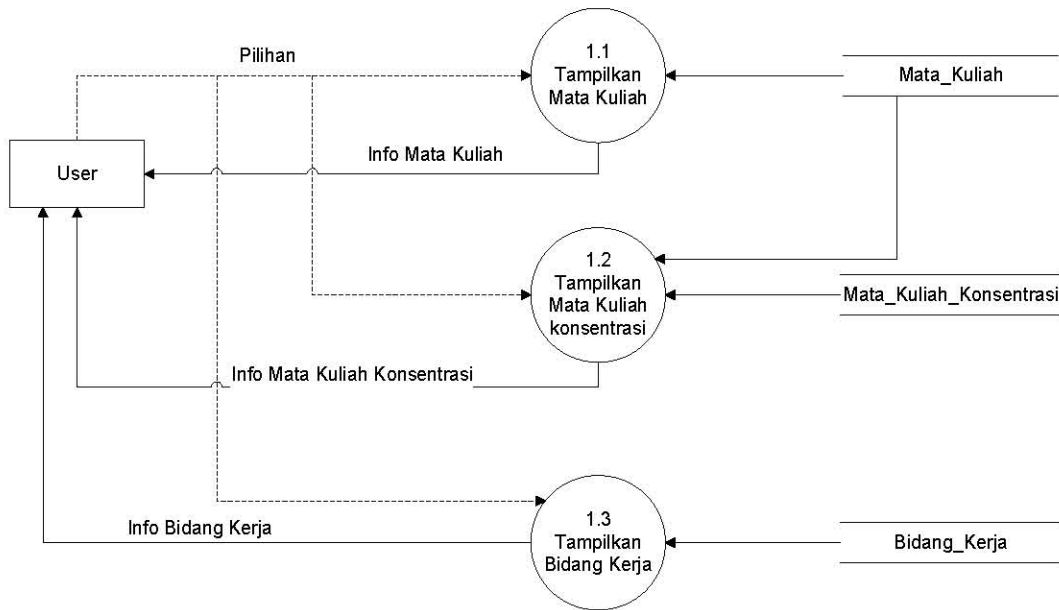 Pilihan
1.1
Tampilkan
Mata Kuliah
Mata_Kuliah
Info Mata Kuliah
User
1.2
Tampilkan
Mata Kuliah
konsentrasi
Mata_Kuliah_Konsentrasi
Info Mata Kuliah Konsentrasi
1.3
Tampilkan
Bidang Kerja
Info Bidang Kerja
Bidang_Kerja